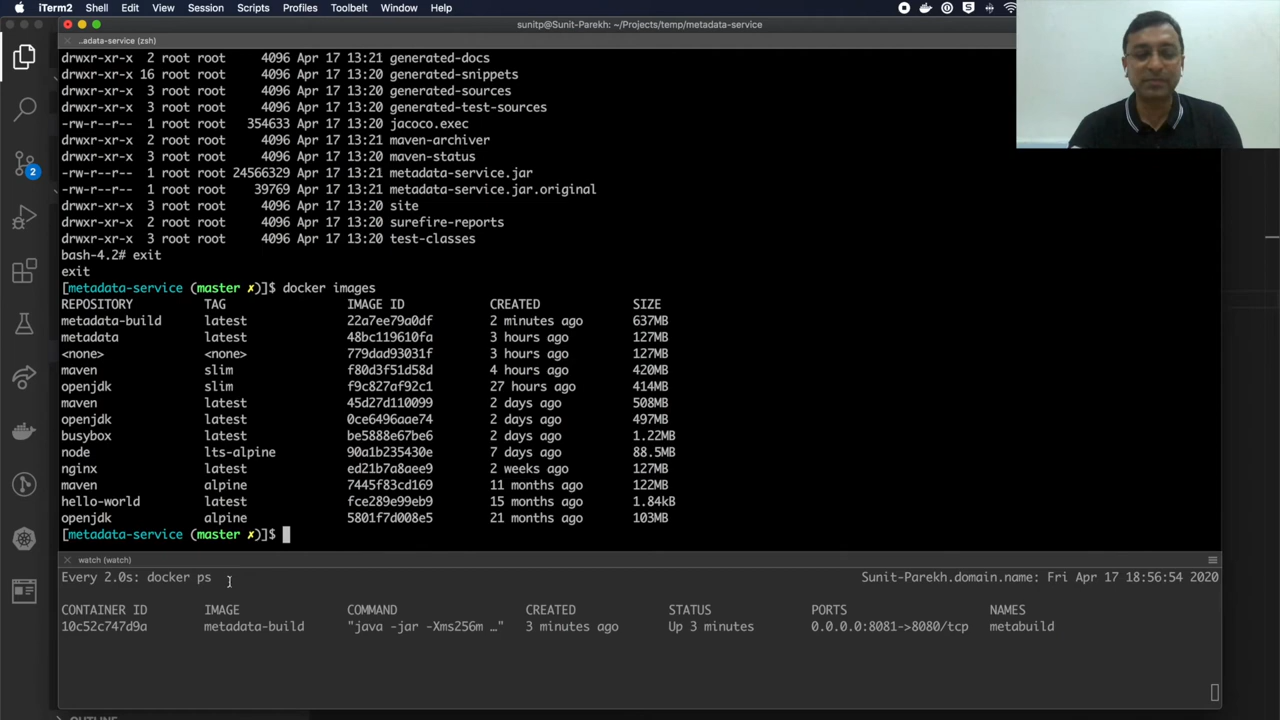 iTerm2 Shell Edit View Session Scripts Profiles Toolbelt Window Help
sunitp@Sunit-Parekh: ~/Projects/temp/metadata-service
..adata-service (zsh)
drwxr-xr-x 2 root root 4096 Apr 17 13:21 generated-docs
drwxr-xr-x 16 root root 4096 Apr 17 13:20 generated-snippets
drwxr-xr-x 3 root root 4096 Apr 17 13:20 generated-sources
drwxr-xr-x 3 root root 4096 Apr 17 13:20 generated-test-sources
-rw-r--r-- 1 root root 354633 Apr 17 13:20 jacoco.exec
drwxr-xr-x 2 root root 4096 Apr 17 13:21 maven-archiver
drwxr-xr-x 3 root root 4096 Apr 17 13:20 maven-status
-rw-r--r-- 1 root root 24566329 Apr 17 13:21 metadata-service.jar
-rw-r--r-- 1 root root 39769 Apr 17 13:21 metadata-service.jar.original
drwxr-xr-x 3 root root 4096 Apr 17 13:20 site
drwxr-xr-x 2 root root 4096 Apr 17 13:20 surefire-reports
drwxr-xr-x 3 root root 4096 Apr 17 13:20 test-classes
bash-4.2# exit
exit
[metadata-service (master ✗)]$ docker images
REPOSITORY TAG IMAGE ID CREATED SIZE
metadata-build latest 22a7ee79a0df 2 minutes ago 637MB
metadata latest 48bc119610fa 3 hours ago 127MB
<none> <none> 779dad93031f 3 hours ago 127MB
maven slim f80d3f51d58d 4 hours ago 420MB
openjdk slim f9c827af92c1 27 hours ago 414MB
maven latest 45d27d110099 2 days ago 508MB
openjdk latest 0ce6496aae74 2 days ago 497MB
busybox latest be5888e67be6 2 days ago 1.22MB
node lts-alpine 90a1b235430e 7 days ago 88.5MB
nginx latest ed21b7a8aee9 2 weeks ago 127MB
maven alpine 7445f83cd169 11 months ago 122MB
hello-world latest fce289e99eb9 15 months ago 1.84kB
openjdk alpine 5801f7d008e5 21 months ago 103MB
[metadata-service (master ✗)]$
watch (watch)
Every 2.0s: docker ps Sunit-Parekh.domain.name: Fri Apr 17 18:56:54 2020
CONTAINER ID IMAGE COMMAND CREATED STATUS PORTS NAMES
10c52c747d9a metadata-build "java -jar -Xms256m …" 3 minutes ago Up 3 minutes 0.0.0.0:8081->8080/tcp metabuild
2